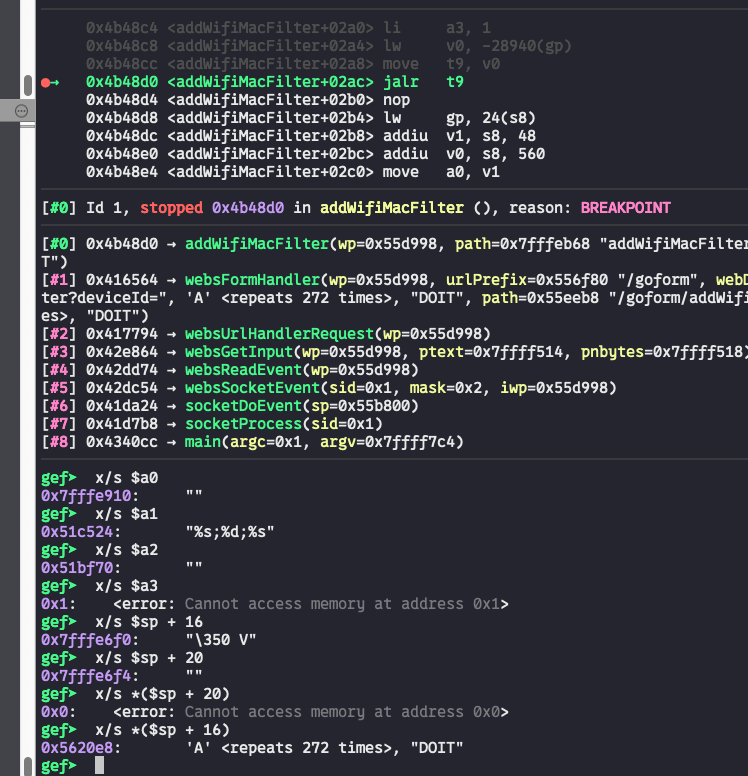 0x4b48c4 <addWifiMacFilter+02a0> li     a3, 1
0x4b48c8 <addWifiMacFilter+02a4> lw     v0, -28940(gp)
0x4b48cc <addWifiMacFilter+02a8> move   t9, v0
●→ 0x4b48d0 <addWifiMacFilter+02ac> jalr   t9
0x4b48d4 <addWifiMacFilter+02b0> nop
0x4b48d8 <addWifiMacFilter+02b4> lw     gp, 24(s8)
0x4b48dc <addWifiMacFilter+02b8> addiu  v1, s8, 48
0x4b48e0 <addWifiMacFilter+02bc> addiu  v0, s8, 560
0x4b48e4 <addWifiMacFilter+02c0> move   a0, v1
[#0] Id 1, stopped 0x4b48d0 in addWifiMacFilter (), reason: BREAKPOINT
[#0] 0x4b48d0 → addWifiMacFilter(wp=0x55d998, path=0x7fffeb68 "addWifiMacFilter
T")
[#1] 0x416564 → websFormHandler(wp=0x55d998, urlPrefix=0x556f80 "/goform", webD
ter?deviceId=", 'A' <repeats 272 times>, "DOIT", path=0x55eeb8 "/goform/addWifi
es>, "DOIT")
[#2] 0x417794 → websUrlHandlerRequest(wp=0x55d998)
[#3] 0x42e864 → websGetInput(wp=0x55d998, ptext=0x7ffff514, pnbytes=0x7ffff518)
[#4] 0x42dd74 → websReadEvent(wp=0x55d998)
[#5] 0x42dc54 → websSocketEvent(sid=0x1, mask=0x2, iwp=0x55d998)
[#6] 0x41da24 → socketDoEvent(sp=0x55b800)
[#7] 0x41d7b8 → socketProcess(sid=0x1)
[#8] 0x4340cc → main(argc=0x1, argv=0x7ffff7c4)
gef➤  x/s $a0
0x7fffe910:     ""
gef➤  x/s $a1
0x51c524:       "%s;%d;%s"
gef➤  x/s $a2
0x51bf70:       ""
gef➤  x/s $a3
0x1:    <error: Cannot access memory at address 0x1>
gef➤  x/s $sp + 16
0x7fffe6f0:     "\350 V"
gef➤  x/s $sp + 20
0x7fffe6f4:     ""
gef➤  x/s *($sp + 20)
0x0:    <error: Cannot access memory at address 0x0>
gef➤  x/s *($sp + 16)
0x5620e8:       'A' <repeats 272 times>, "DOIT"
gef➤